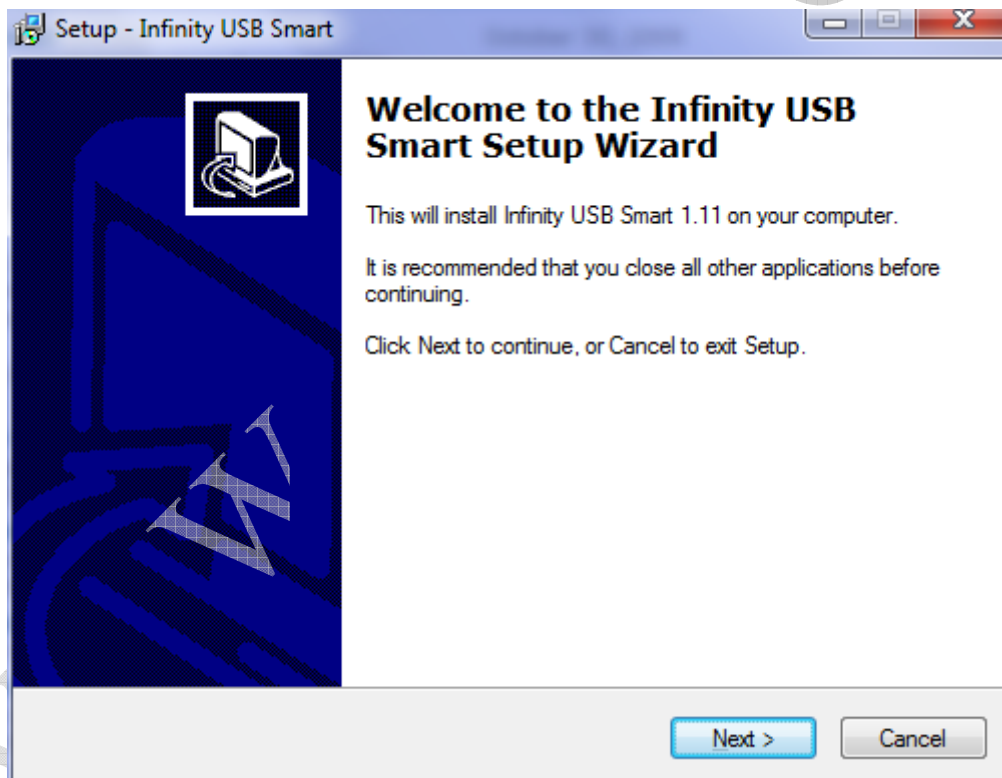 Setup - Infinity USB Smart
Welcome to the Infinity USB
Smart Setup Wizard
This will install Infinity USB Smart 1.11 on your computer.
It is recommended that you close all other applications before
continuing.
Click Next to continue, or Cancel to exit Setup.
W
Next >
Cancel